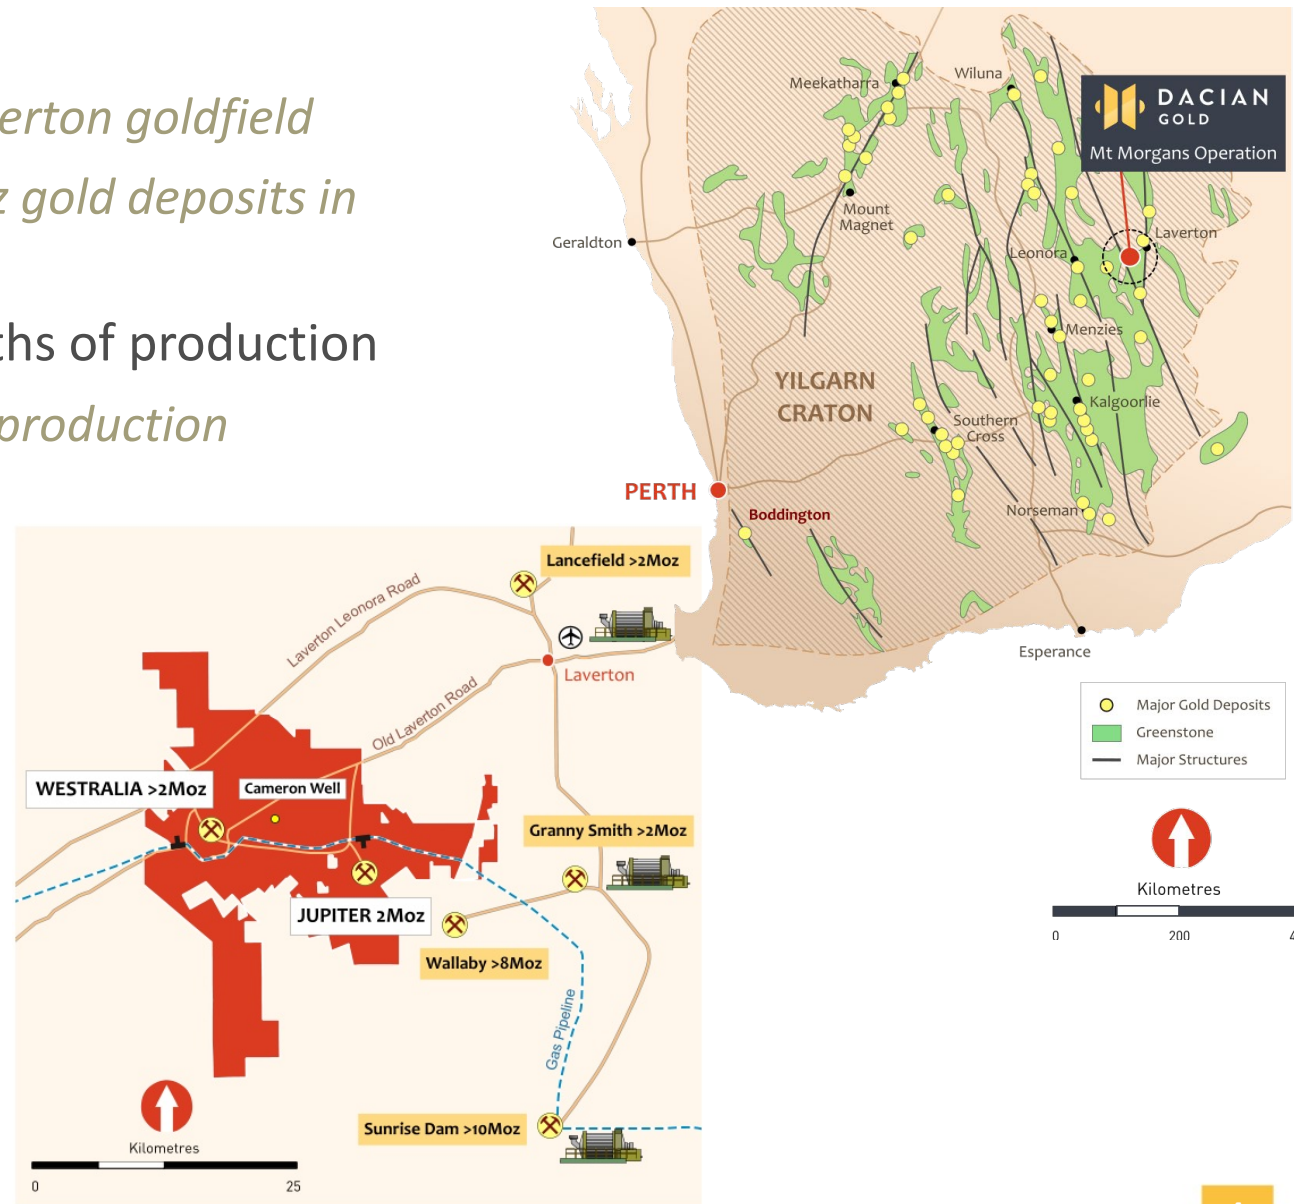 erton goldfield
z gold deposits in
ths of production
production
Meekatharra
Wiluna
DACIAN
GOLD
Mt Morgans Operation
Mount
Magnet
Geraldton
Laverton
Leonora
Menzies
YILGARN
CRATON
Kalgoorlie
Southern
Cross
PERTH
Boddington
Norseman
Esperance
Major Gold Deposits
Greenstone
Major Structures
Kilometres
0
200
4
Lancefield >2Moz
Laverton Leonora Road
Laverton
Old Laverton Road
WESTRALIA >2Moz
Cameron Well
Granny Smith >2Moz
JUPITER 2Moz
Wallaby >8Moz
Gas Pipeline
Sunrise Dam >10Moz
Kilometres
0
25